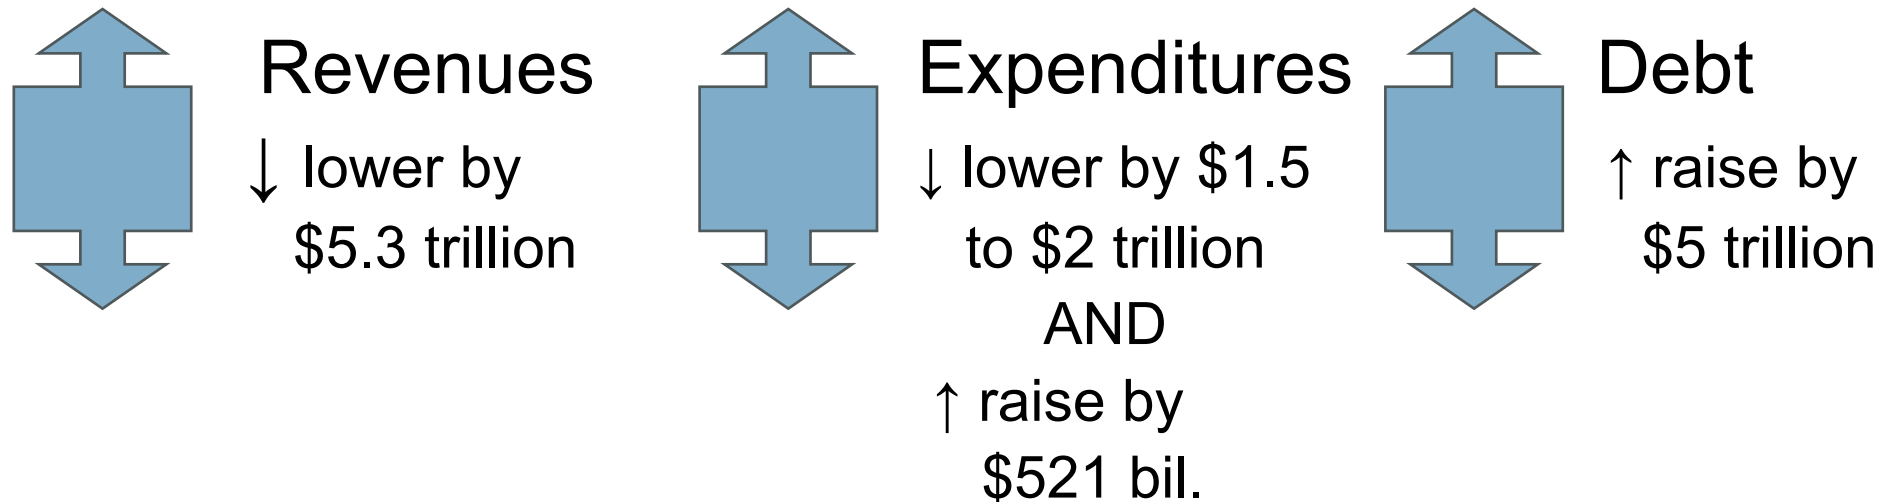 Revenues
↓ lower by
$5.3 trillion
Expenditures
↓ lower by $1.5
to $2 trillion
AND
↑ raise by
$521 bil.
Debt
↑ raise by
$5 trillion